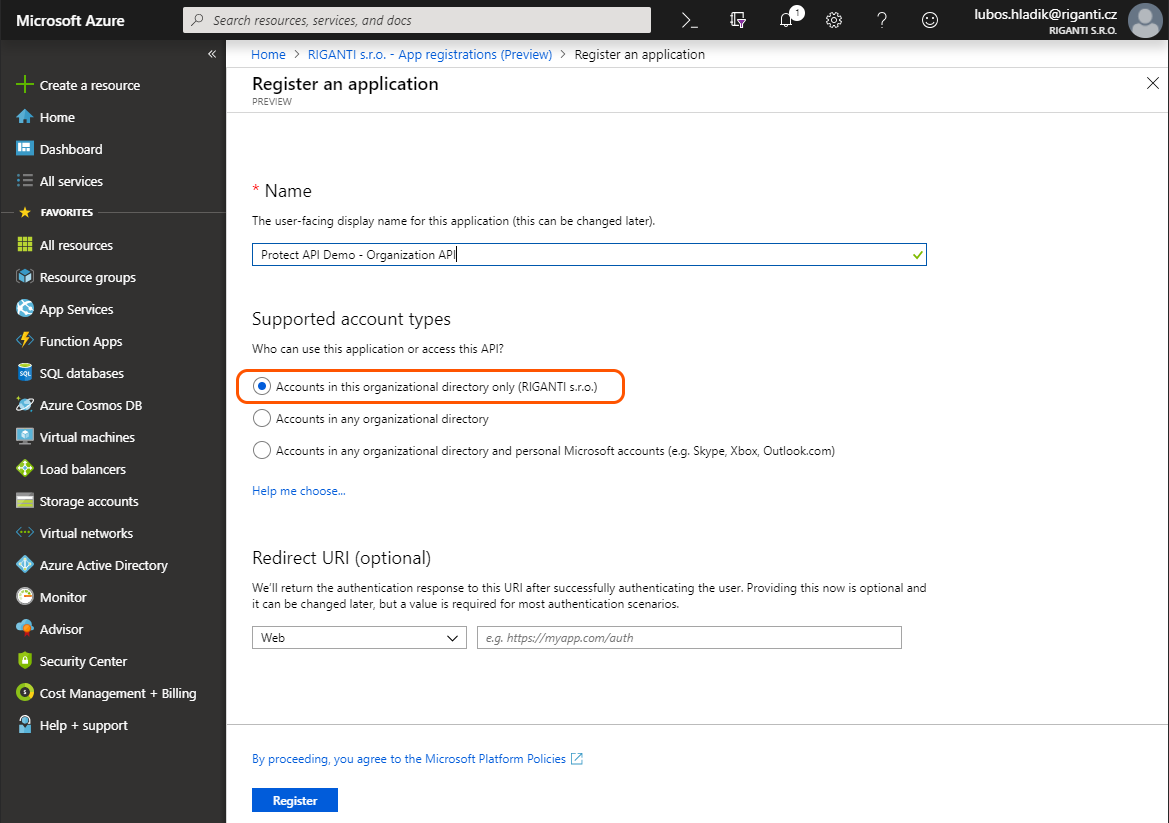 Microsoft Azure
Search resources, services, and docs
1
lubos.hladik@riganti.cz
RIGANTI S.R.O.
«
Create a resource
Home
Dashboard
All services
FAVORITES
All resources
Resource groups
App Services
Function Apps
SQL databases
Azure Cosmos DB
Virtual machines
Load balancers
Storage accounts
Virtual networks
Azure Active Directory
Monitor
Advisor
Security Center
Cost Management + Billing
Help + support
Home > RIGANTI s.r.o. - App registrations (Preview) > Register an application
Register an application
PREVIEW
* Name
The user-facing display name for this application (this can be changed later).
Protect API Demo - Organization API
Supported account types
Who can use this application or access this API?
Accounts in this organizational directory only (RIGANTI s.r.o.)
Accounts in any organizational directory
Accounts in any organizational directory and personal Microsoft accounts (e.g. Skype, Xbox, Outlook.com)
Help me choose...
Redirect URI (optional)
We'll return the authentication response to this URI after successfully authenticating the user. Providing this now is optional and
it can be changed later, but a value is required for most authentication scenarios.
Web
e.g. https://myapp.com/auth
By proceeding, you agree to the Microsoft Platform Policies
Register